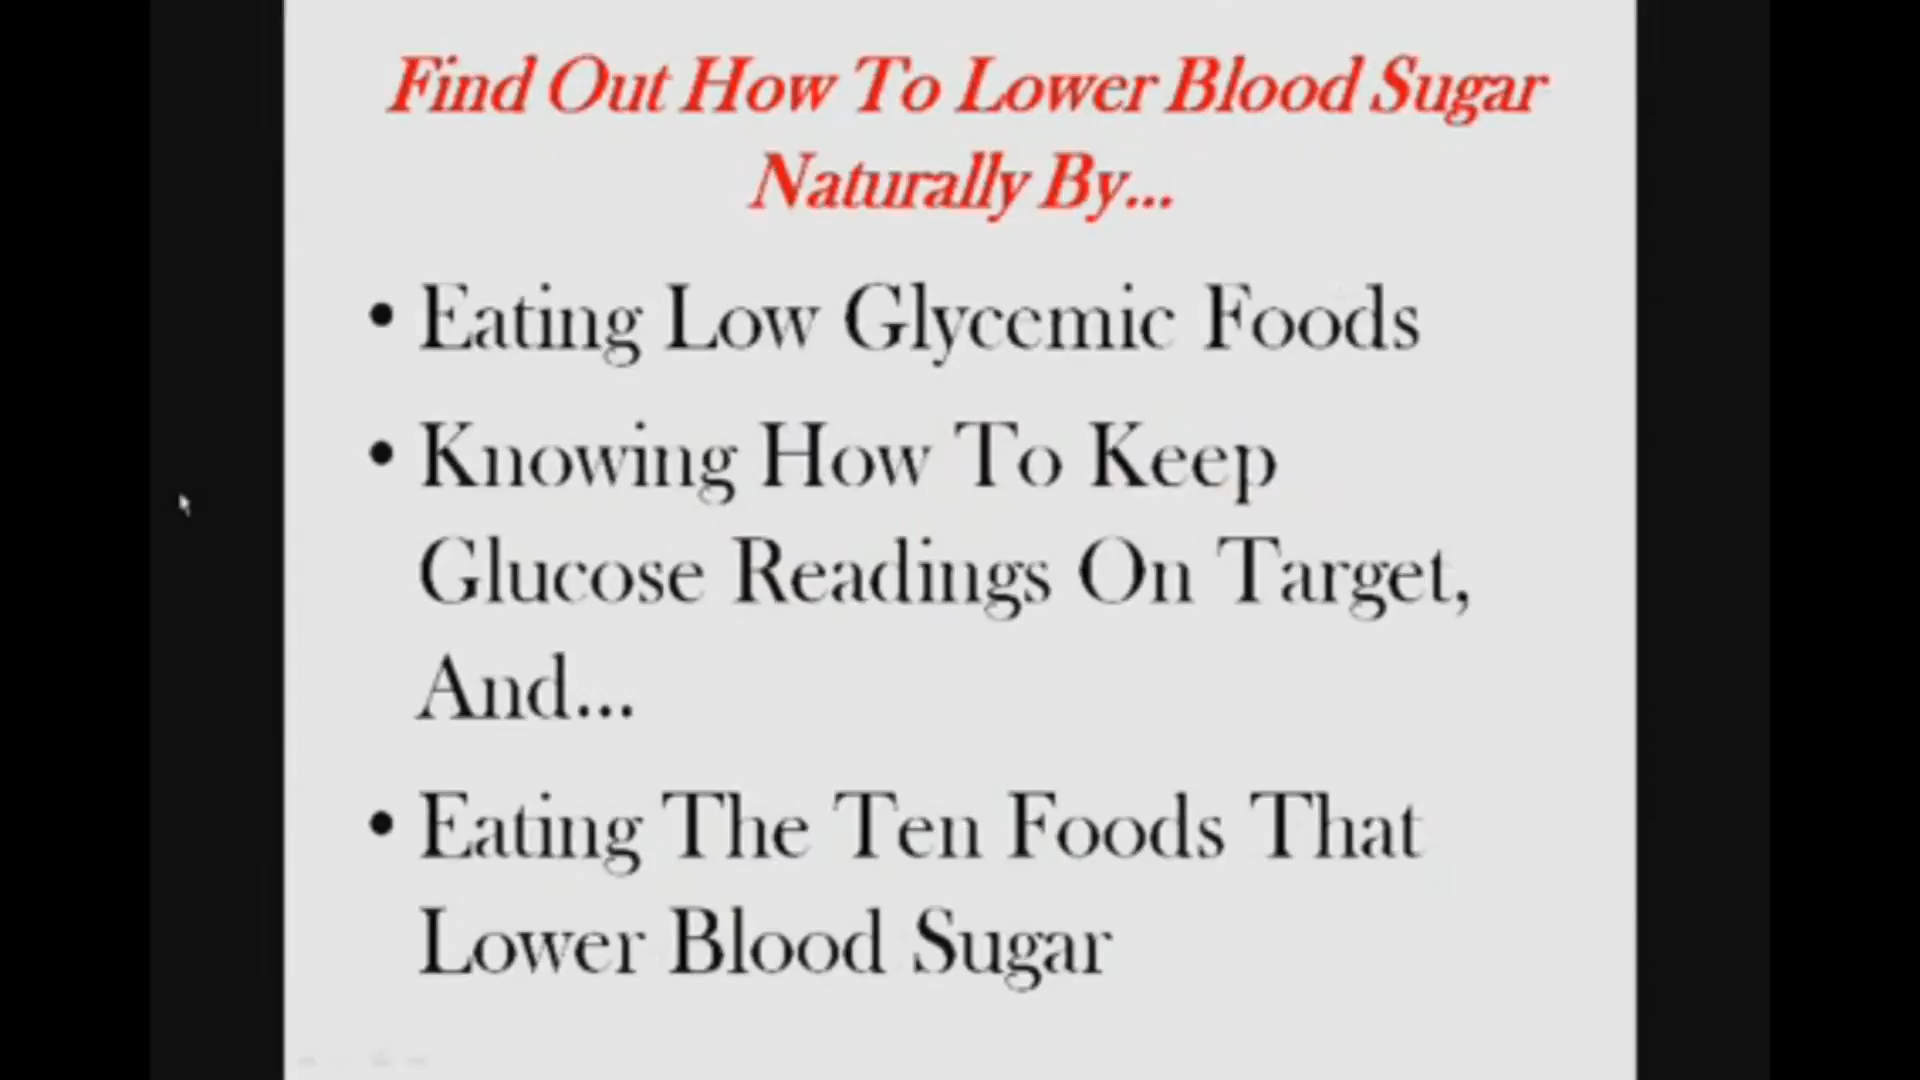 Find Out How To Lower Blood Sugar
Naturally By...
• Eating Low Glycemic Foods
• Knowing How To Keep
Glucose Readings On Target,
And...
• Eating The Ten Foods That
Lower Blood Sugar